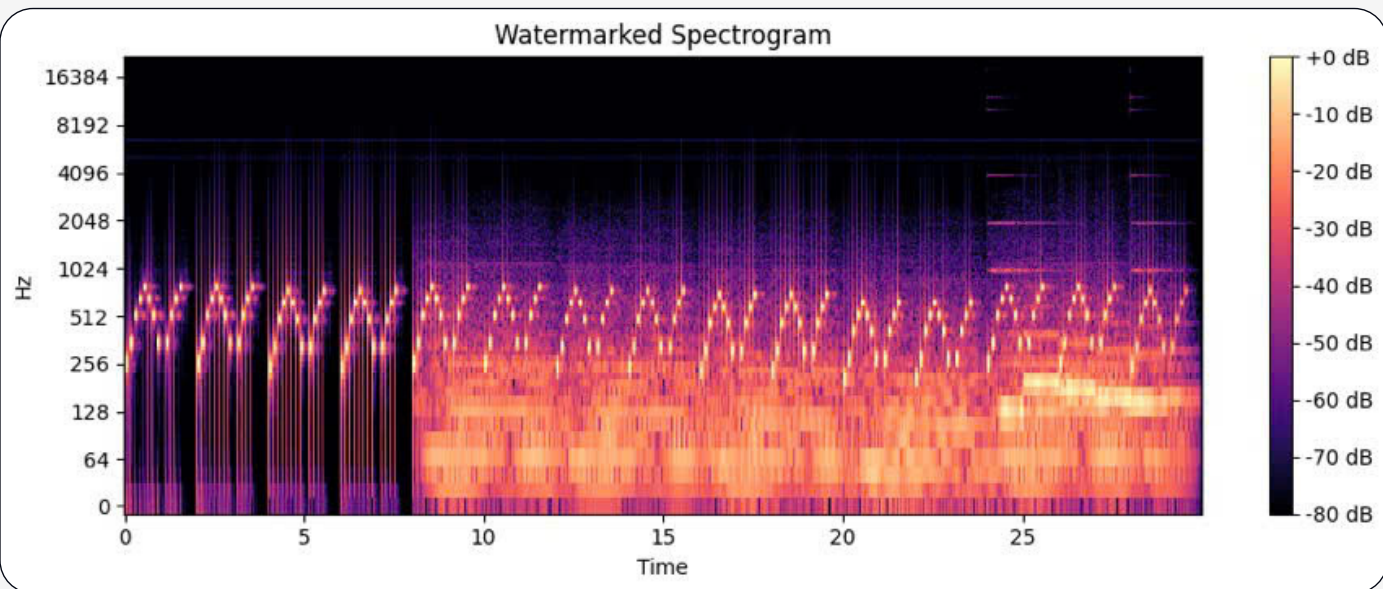 Watermarked Spectrogram
Hz
16384
8192
4096
2048
1024
512
256
128
64
0
0 5 10 15 20 25
Time
+0 dB
-10 dB
-20 dB
-30 dB
-40 dB
-50 dB
-60 dB
-70 dB
-80 dB